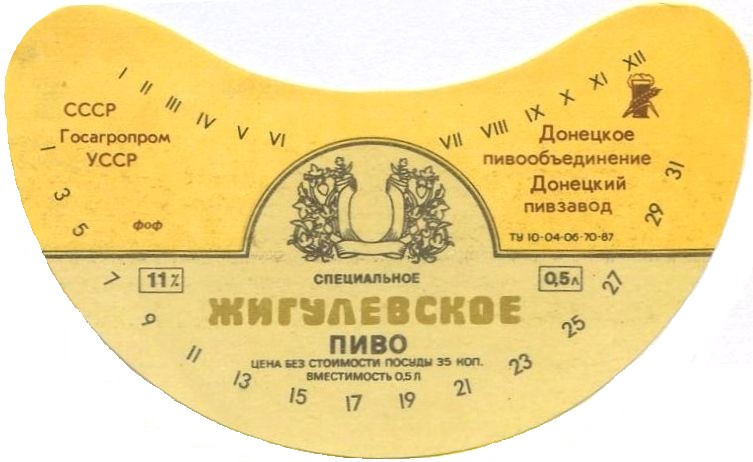 I II III IV V VI VII VIII IX X XI XII
СССР
Госагропром
УССР
фоф
Донецкое
пивообъединение
Донецкий
пивзавод
ТУ 10-04-06-70-87
11%
0,5л
СПЕЦИАЛЬНОЕ
ЖИГУЛЕВСКОЕ
ПИВО
ЦЕНА БЕЗ СТОИМОСТИ ПОСУДЫ 35 КОП.
ВМЕСТИМОСТЬ 0,5 Л
1 3 5 7 9 11 13 15 17 19 21 23 25 27 29 31